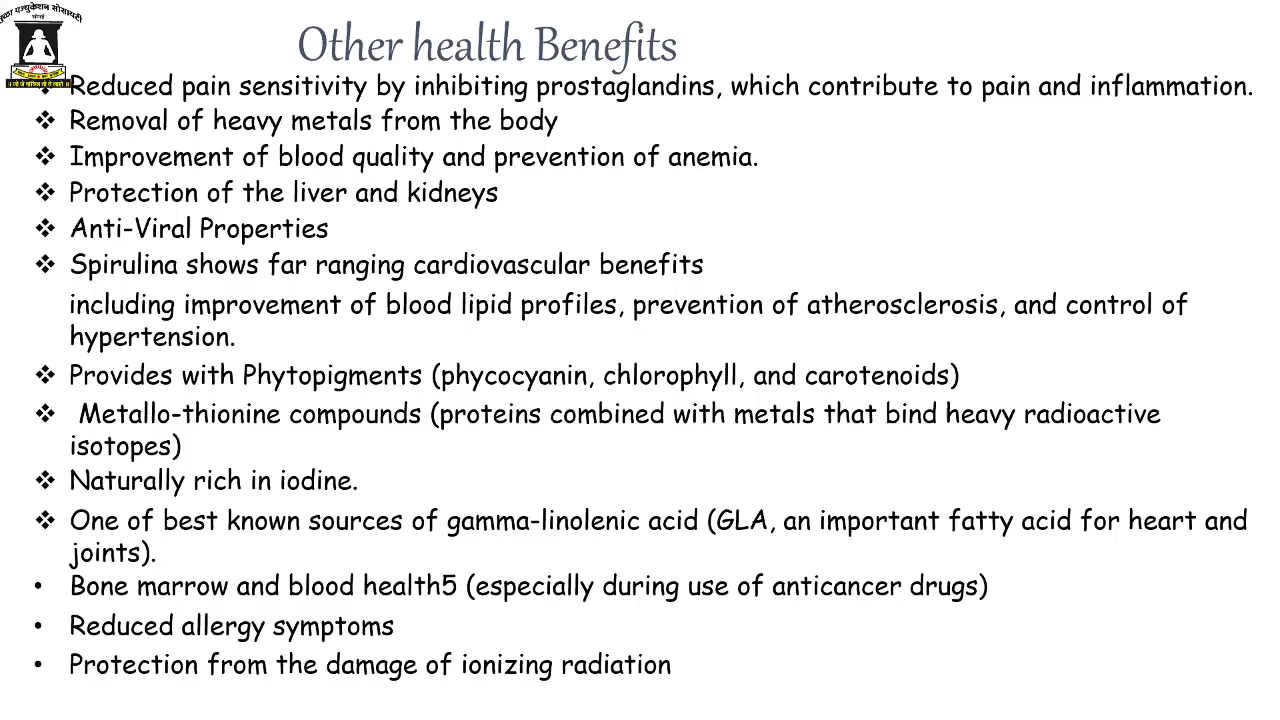 Other health Benefits
❖ Reduced pain sensitivity by inhibiting prostaglandins, which contribute to pain and inflammation.
❖ Removal of heavy metals from the body
❖ Improvement of blood quality and prevention of anemia.
❖ Protection of the liver and kidneys
❖ Anti-Viral Properties
❖ Spirulina shows far ranging cardiovascular benefits
including improvement of blood lipid profiles, prevention of atherosclerosis, and control of
hypertension.
❖ Provides with Phytopigments (phycocyanin, chlorophyll, and carotenoids)
❖ Metallo-thionine compounds (proteins combined with metals that bind heavy radioactive
isotopes)
❖ Naturally rich in iodine.
❖ One of best known sources of gamma-linolenic acid (GLA, an important fatty acid for heart and
joints).
• Bone marrow and blood health5 (especially during use of anticancer drugs)
• Reduced allergy symptoms
• Protection from the damage of ionizing radiation